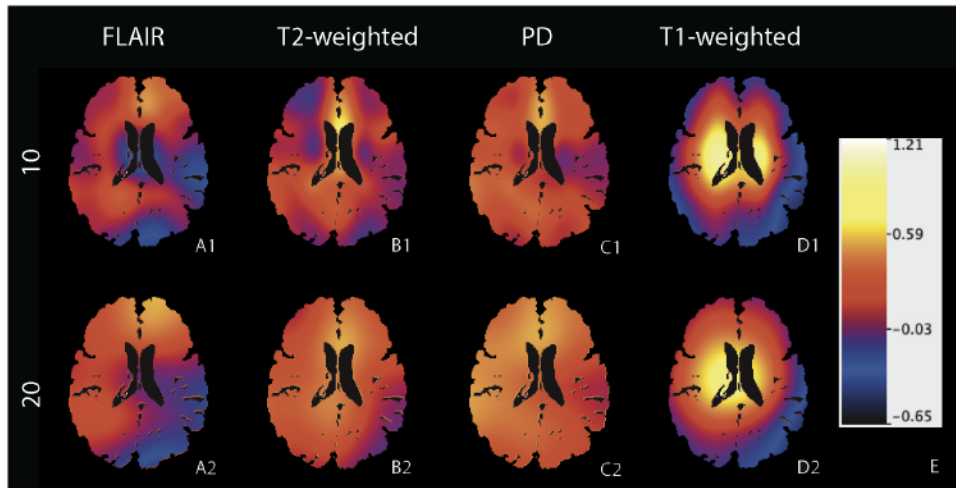 FLAIR T2-weighted PD T1-weighted
10
A1 B1 C1 D1
1.21
0.59
-0.03
-0.65
20
A2 B2 C2 D2 E